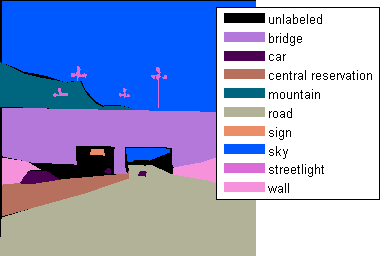 unlabeled
bridge
car
central reservation
mountain
road
sign
sky
streetlight
wall